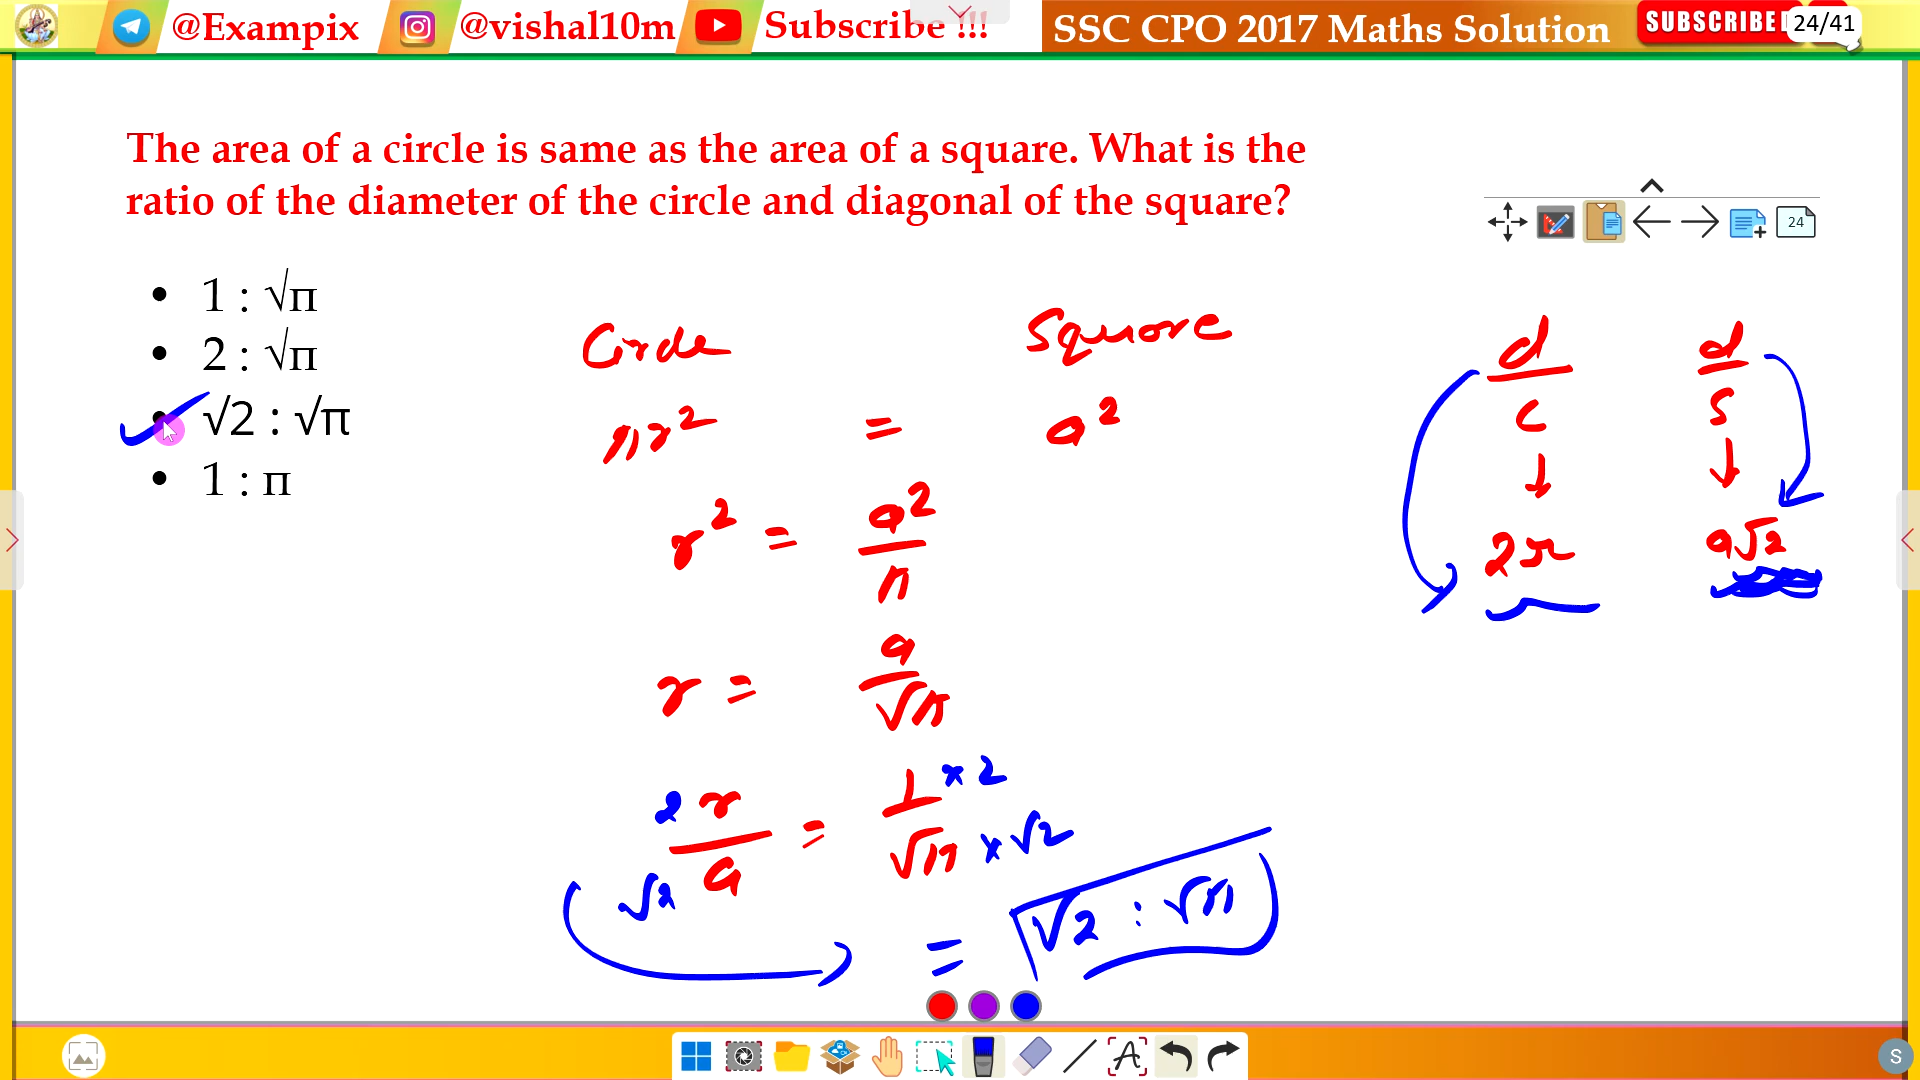 @Exampix @vishal10m Subscribe !!! SSC CPO 2017 Maths Solution SUBSCRIBED 24/41
The area of a circle is same as the area of a square. What is the
ratio of the diameter of the circle and diagonal of the square?
24
• 1 : √π
• 2 : √π
• √2 : √π
• 1 : π
Circle Square
πr² = a²
r² = a²/π
r = a/√π
2r/√2a = 1×2/√π×√2
= √2 : √π
d/C d/S
↓ ↓
2r a√2
S